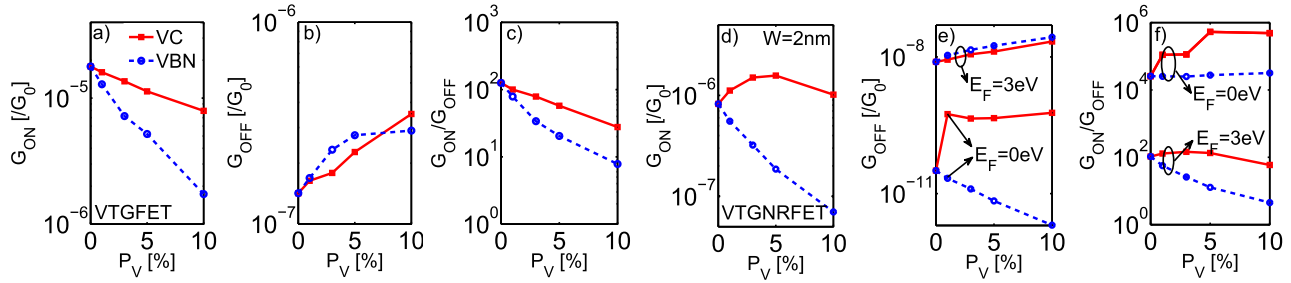 a)
VC
VBN
10^-5
10^-6
G_ON [/G_0]
VTGFET
0 5 10
P_V [%]
b)
10^-6
10^-7
G_OFF [/G_0]
0 5 10
P_V [%]
c)
10^3
10^2
10^1
10^0
G_ON/G_OFF
0 5 10
P_V [%]
d)
W=2nm
10^-6
10^-7
G_ON [/G_0]
VTGNRFET
0 5 10
P_V [%]
e)
10^-8
10^-11
G_OFF [/G_0]
E_F=3eV
E_F=0eV
0 5 10
P_V [%]
f)
10^6
10^4
10^2
10^0
G_ON/G_OFF
E_F=0eV
E_F=3eV
0 5 10
P_V [%]